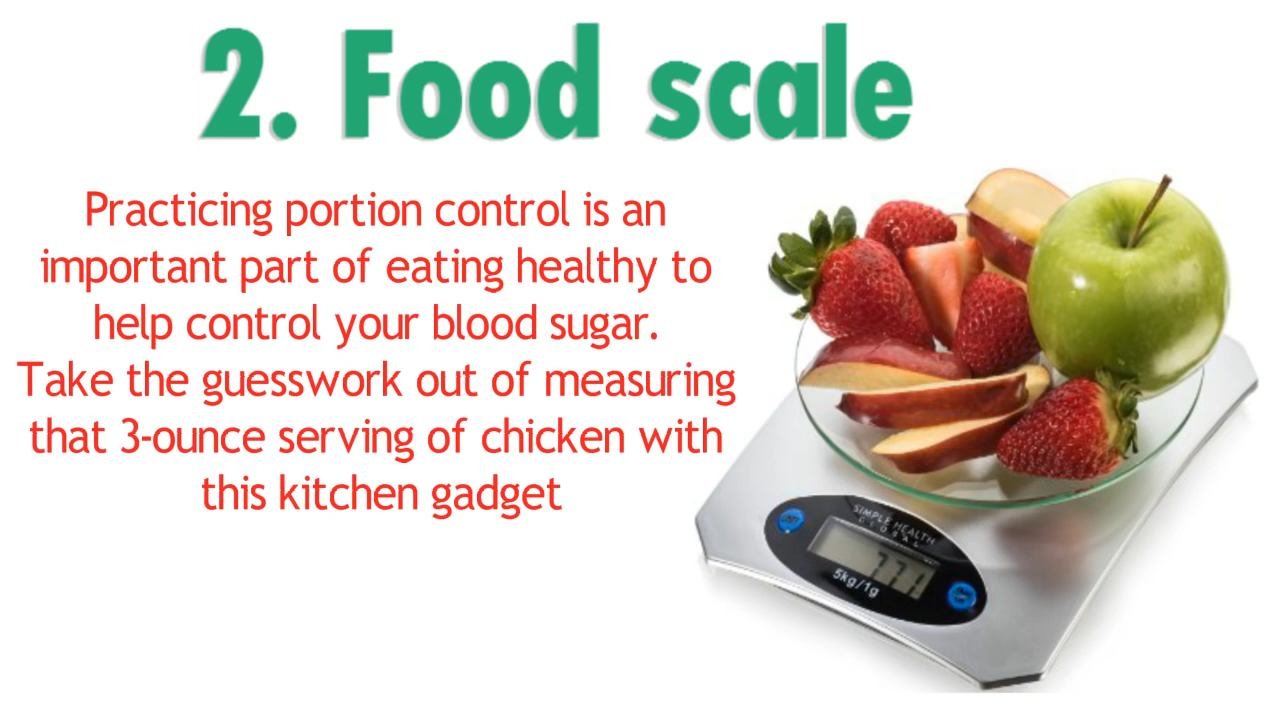 2. Food scale
Practicing portion control is an
important part of eating healthy to
help control your blood sugar.
Take the guesswork out of measuring
that 3-ounce serving of chicken with
this kitchen gadget
SIMPLE HEALTH
GLOBAL
771
5kg/1g